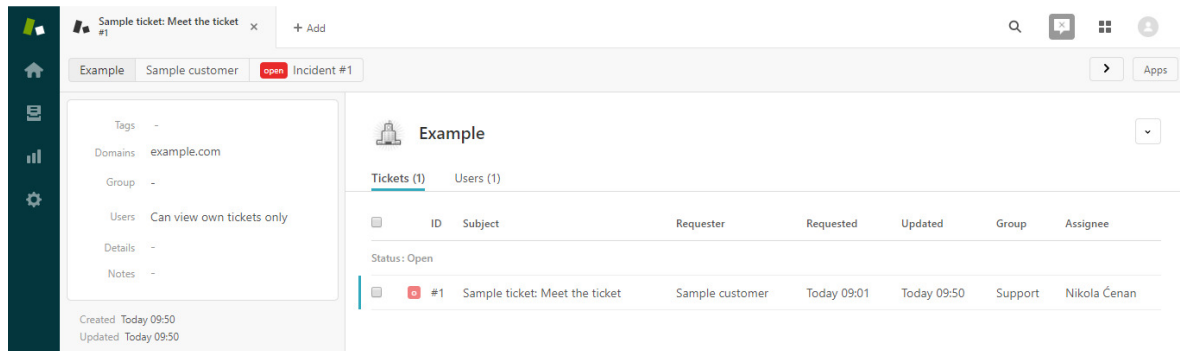 Sample ticket: Meet the ticket
#1
+ Add
Example Sample customer open Incident #1
Apps
Tags -
Domains example.com
Group -
Users Can view own tickets only
Details -
Notes -
Created Today 09:50
Updated Today 09:50
Example
Tickets (1) Users (1)
ID Subject Requester Requested Updated Group Assignee
Status: Open
o #1 Sample ticket: Meet the ticket Sample customer Today 09:01 Today 09:50 Support Nikola Ćenan